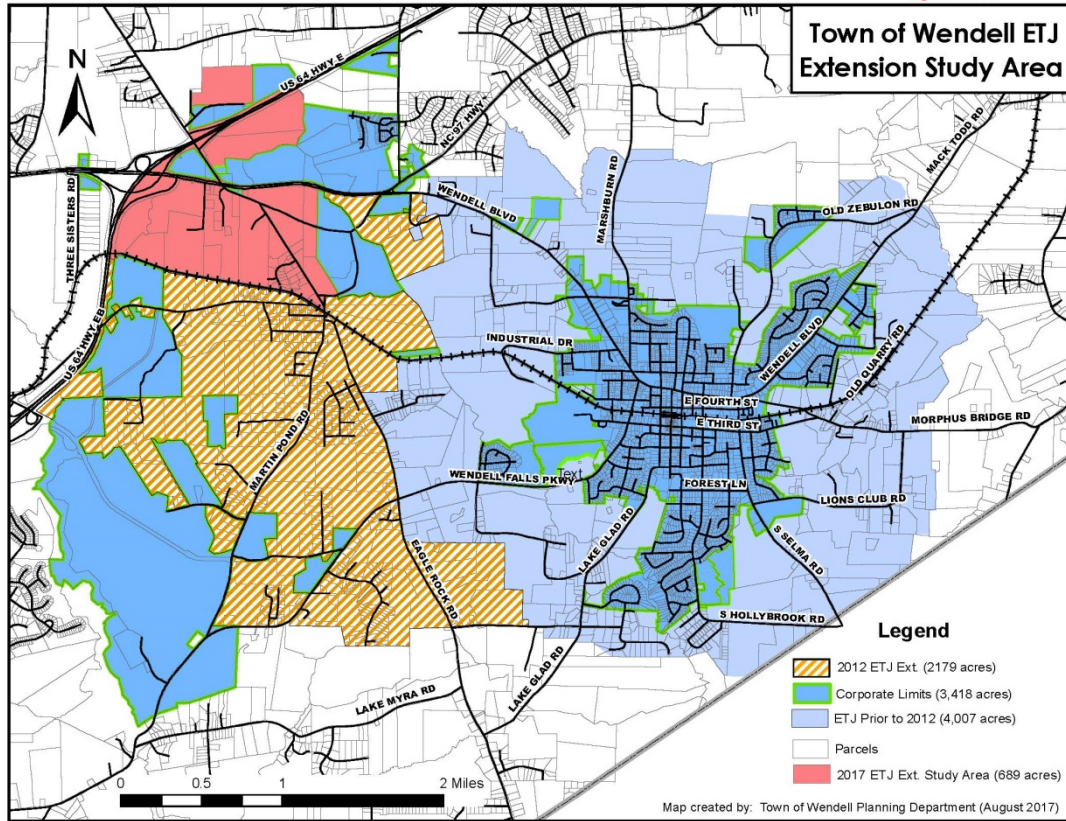 Town of Wendell ETJ
Extension Study Area
N
US 64 HWY E
NC 97 HWY
THREE SISTERS RD
WENDELL BLVD
MARSHBURN RD
MACK TODD RD
OLD ZEBULON RD
US 64 HWY EB
INDUSTRIAL DR
WENDELL BLVD
OLD QUARRY RD
E FOURTH ST
E THIRD ST
MORPHUS BRIDGE RD
MARTIN POND RD
WENDELL FALLS PKWY
Text
FOREST LN
LIONS CLUB RD
EAGLE ROCK RD
LAKE GLAD RD
S SELMA RD
S HOLLYBROOK RD
LAKE GLAD RD
LAKE MYRA RD
Legend
2012 ETJ Ext. (2179 acres)
Corporate Limits (3,418 acres)
ETJ Prior to 2012 (4,007 acres)
Parcels
2017 ETJ Ext. Study Area (689 acres)
0 0.5 1 2 Miles
Map created by: Town of Wendell Planning Department (August 2017)